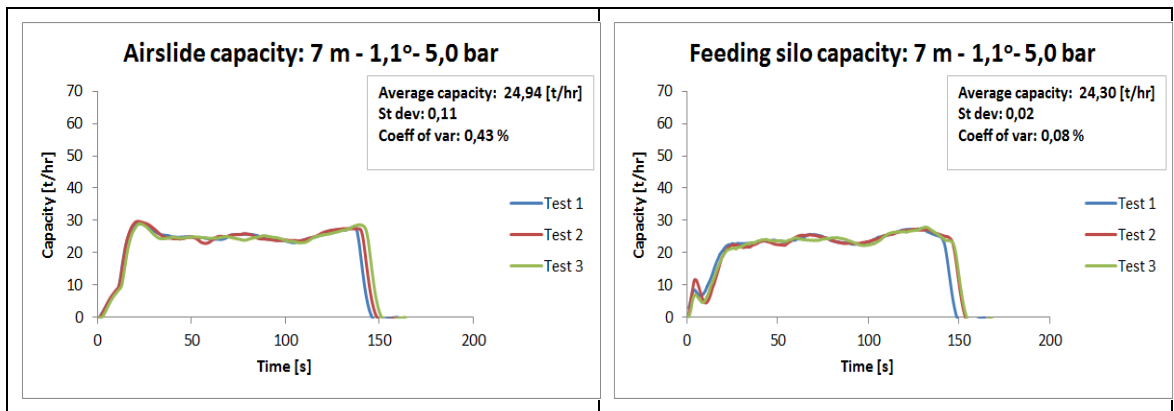 Airslide capacity: 7 m - 1,1º- 5,0 bar
Average capacity: 24,94 [t/hr]
St dev: 0,11
Coeff of var: 0,43 %
Capacity [t/hr]
70
60
50
40
30
20
10
0
0 50 100 150 200
Time [s]
Test 1
Test 2
Test 3
Feeding silo capacity: 7 m - 1,1º- 5,0 bar
Average capacity: 24,30 [t/hr]
St dev: 0,02
Coeff of var: 0,08 %
Capacity [t/hr]
70
60
50
40
30
20
10
0
0 50 100 150 200
Time [s]
Test 1
Test 2
Test 3